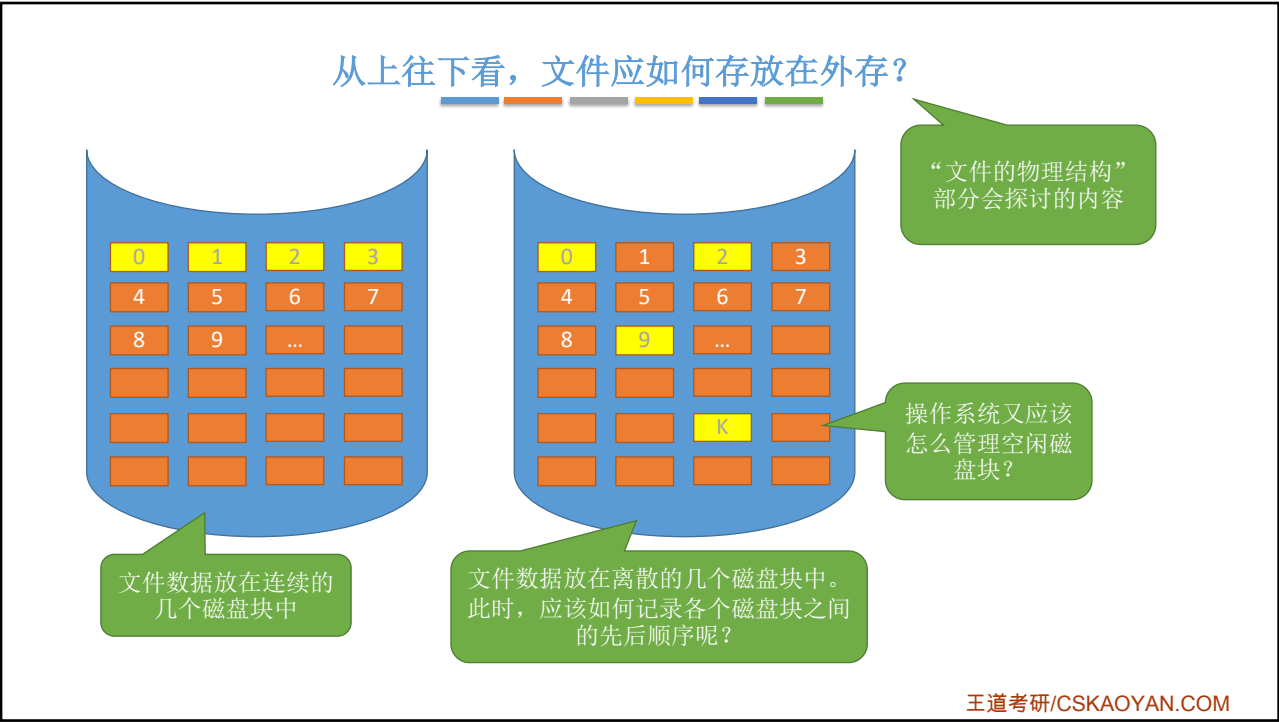 从上往下看，文件应如何存放在外存？
“文件的物理结构”
部分会探讨的内容
0 1 2 3
4 5 6 7
8 9 …
0 1 2 3
4 5 6 7
8 9 …
K
操作系统又应该
怎么管理空闲磁
盘块？
文件数据放在连续的
几个磁盘块中
文件数据放在离散的几个磁盘块中。
此时，应该如何记录各个磁盘块之间
的先后顺序呢？
王道考研/CSKAOYAN.COM